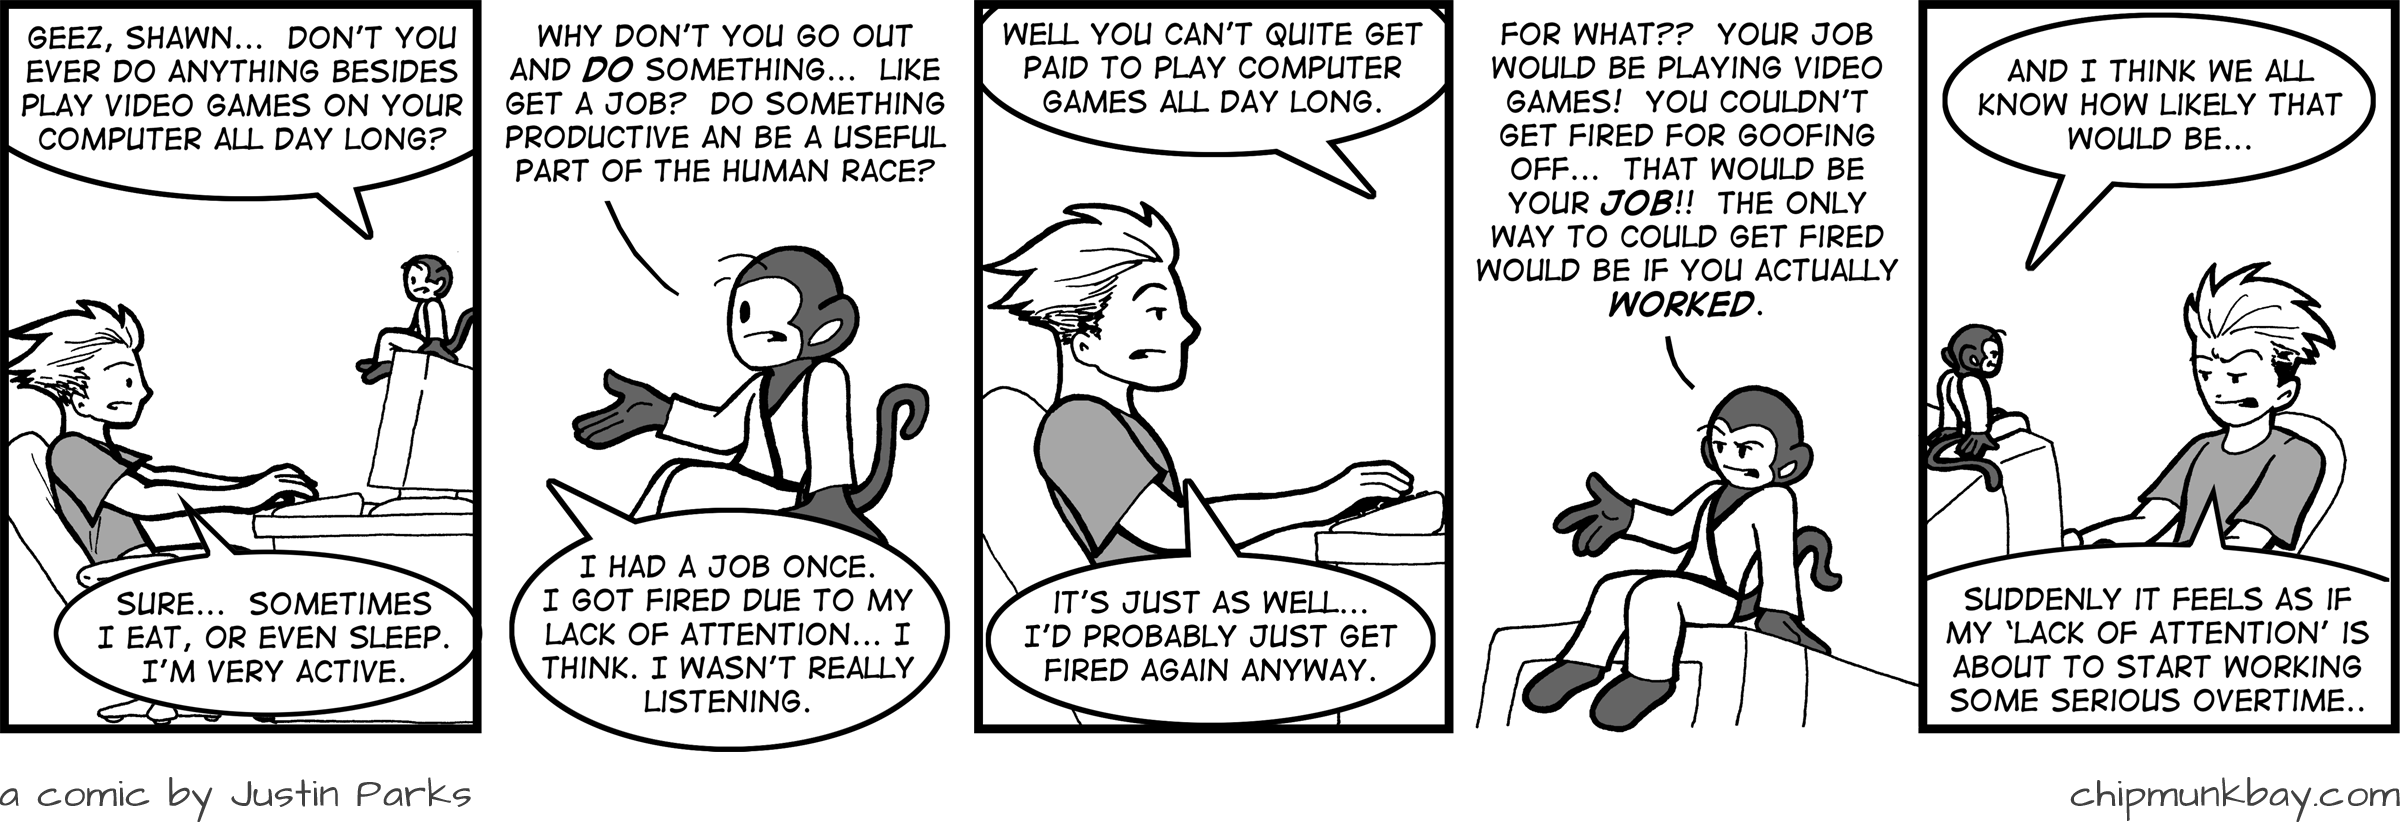 GEEZ, SHAWN... DON'T YOU
EVER DO ANYTHING BESIDES
PLAY VIDEO GAMES ON YOUR
COMPUTER ALL DAY LONG?
SURE... SOMETIMES
I EAT, OR EVEN SLEEP.
I'M VERY ACTIVE.
WHY DON'T YOU GO OUT
AND DO SOMETHING... LIKE
GET A JOB? DO SOMETHING
PRODUCTIVE AN BE A USEFUL
PART OF THE HUMAN RACE?
I HAD A JOB ONCE.
I GOT FIRED DUE TO MY
LACK OF ATTENTION... I
THINK. I WASN'T REALLY
LISTENING.
WELL YOU CAN'T QUITE GET
PAID TO PLAY COMPUTER
GAMES ALL DAY LONG.
IT'S JUST AS WELL...
I'D PROBABLY JUST GET
FIRED AGAIN ANYWAY.
FOR WHAT?? YOUR JOB
WOULD BE PLAYING VIDEO
GAMES! YOU COULDN'T
GET FIRED FOR GOOFING
OFF... THAT WOULD BE
YOUR JOB!! THE ONLY
WAY TO COULD GET FIRED
WOULD BE IF YOU ACTUALLY
WORKED.
AND I THINK WE ALL
KNOW HOW LIKELY THAT
WOULD BE...
SUDDENLY IT FEELS AS IF
MY 'LACK OF ATTENTION' IS
ABOUT TO START WORKING
SOME SERIOUS OVERTIME..
a comic by Justin Parks
chipmunkbay.com